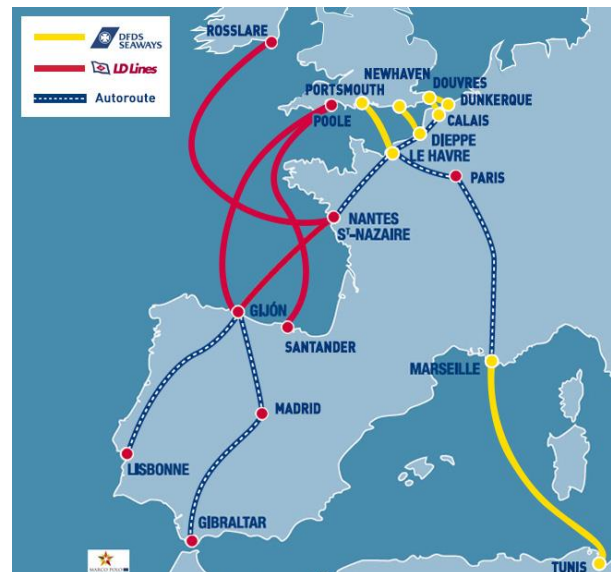 DFDS
SEAWAYS
LD Lines
Autoroute
ROSSLARE
NEWHAVEN
DOUVRES
PORTSMOUTH
DUNKERQUE
POOLE
CALAIS
DIEPPE
LE HAVRE
PARIS
NANTES
Sᵀ-NAZAIRE
GIJÓN
SANTANDER
MARSEILLE
MADRID
LISBONNE
GIBRALTAR
TUNIS